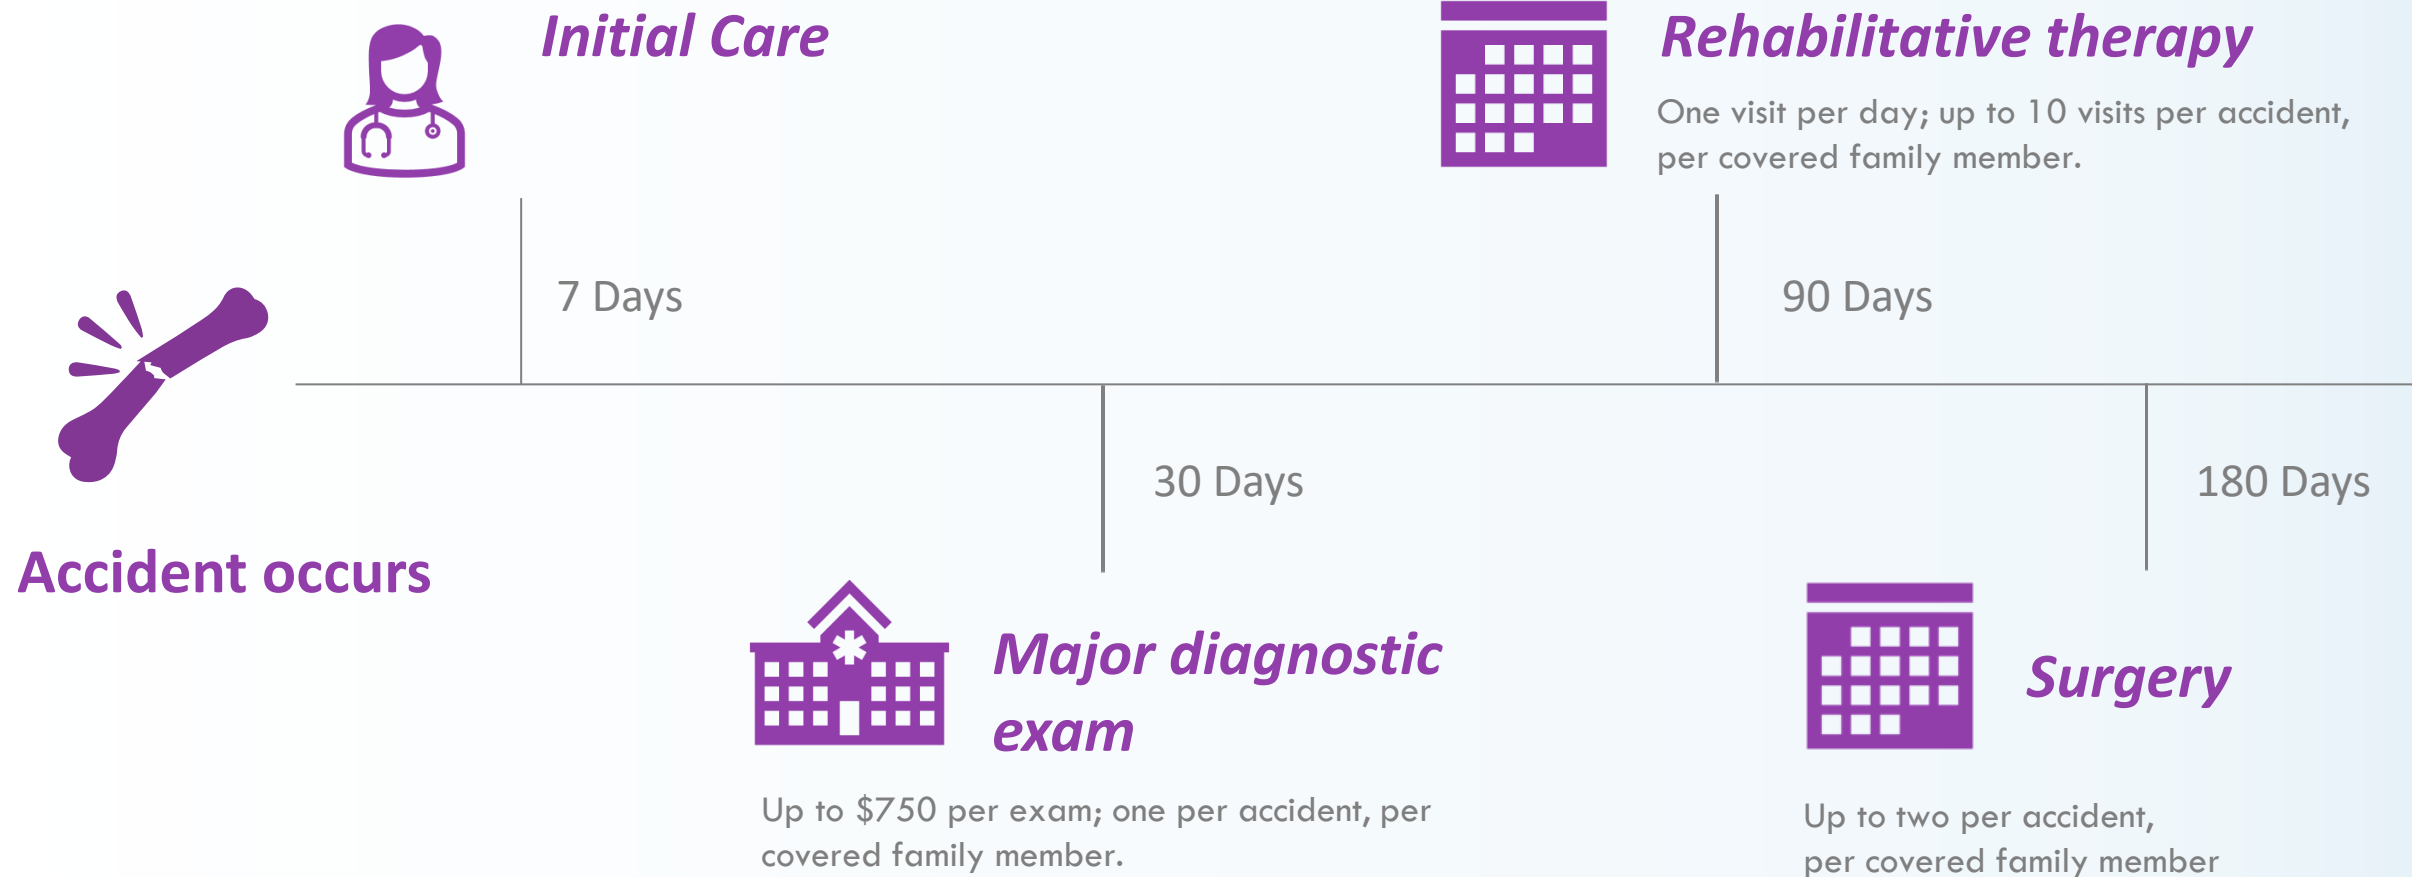 Initial Care
Rehabilitative therapy
One visit per day; up to 10 visits per accident,
per covered family member.
7 Days
90 Days
30 Days
180 Days
Accident occurs
Major diagnostic
exam
Surgery
Up to $750 per exam; one per accident, per
covered family member.
Up to two per accident,
per covered family member